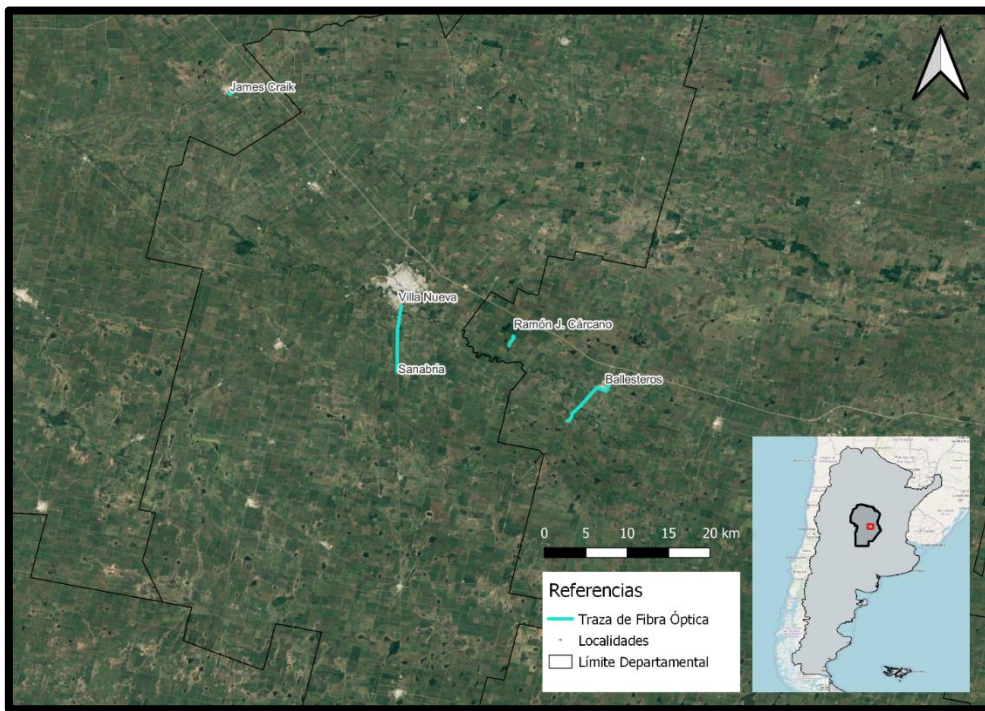 James Craik
Villa Nueva
Ramón J. Cárcano
Sanabria
Ballesteros
0 5 10 15 20 km
Referencias
Traza de Fibra Óptica
Localidades
Límite Departamental